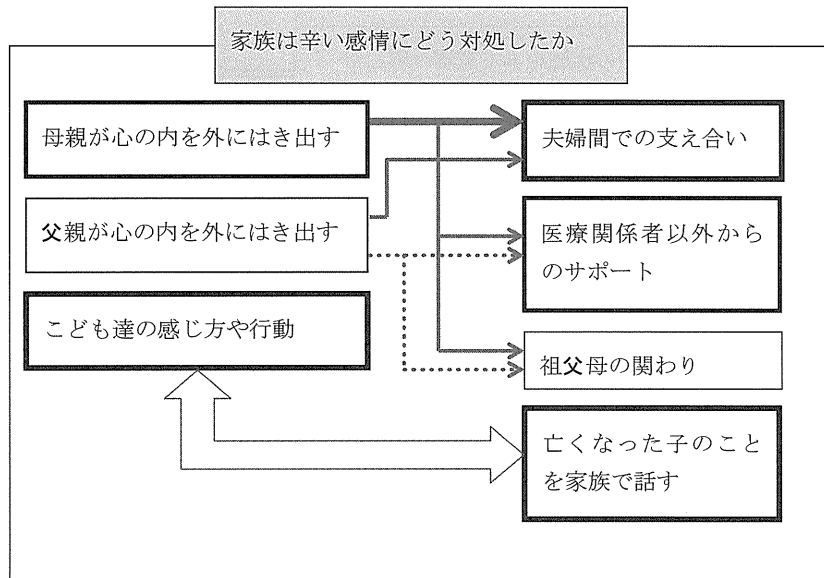 家族は辛い感情にどう対処したか
母親が心の内を外にはき出す
夫婦間での支え合い
父親が心の内を外にはき出す
医療関係者以外から
のサポート
こども達の感じ方や行動
祖父母の関わり
亡くなった子のこと
を家族で話す